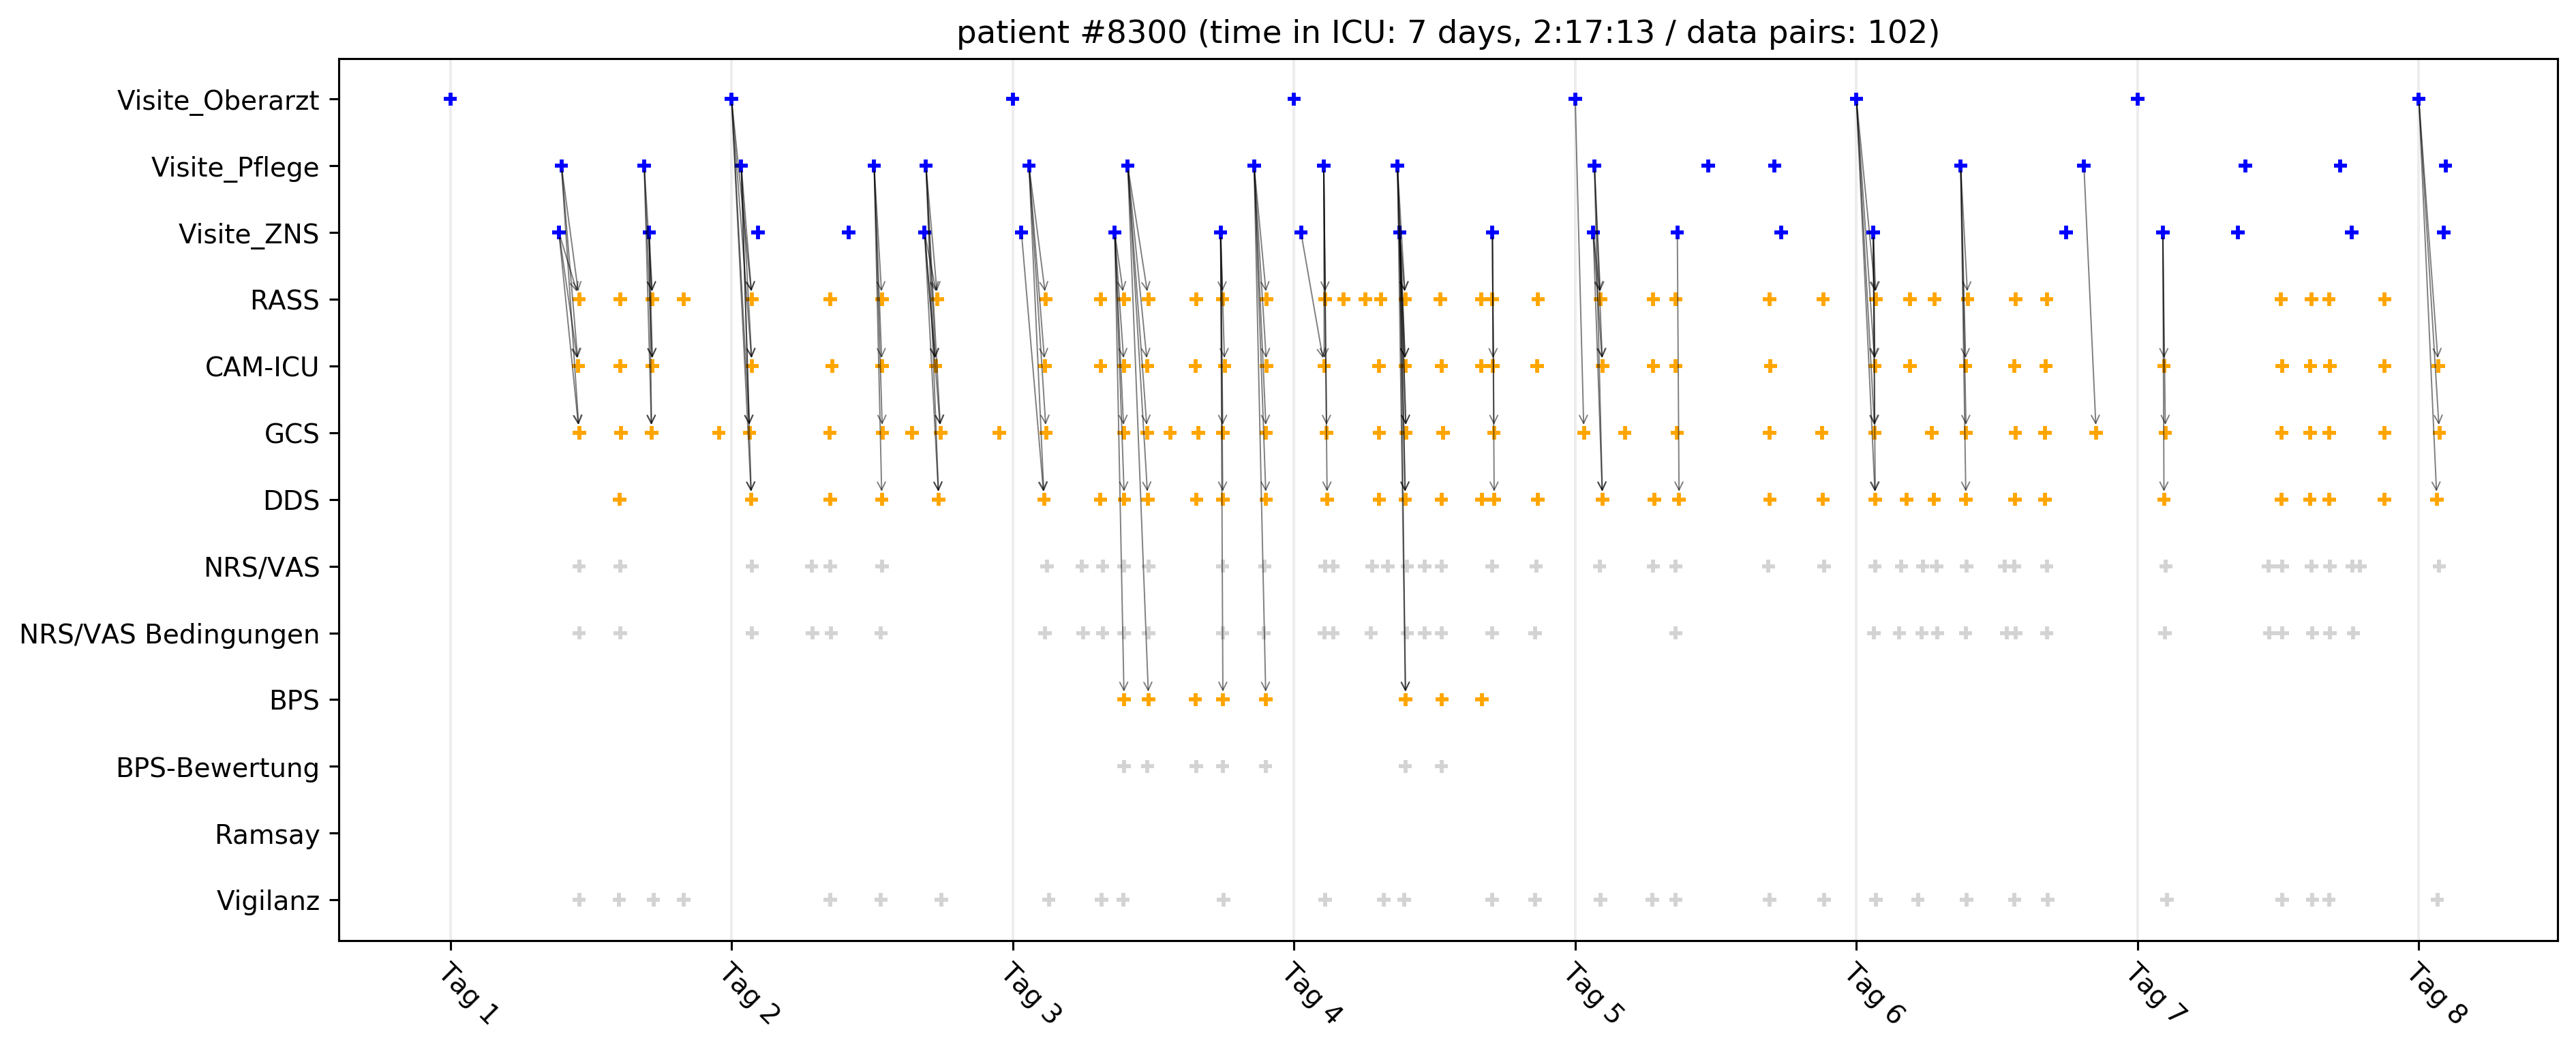 patient #8300 (time in ICU: 7 days, 2:17:13 / data pairs: 102)
Visite_Oberarzt
Visite_Pflege
Visite_ZNS
RASS
CAM-ICU
GCS
DDS
NRS/VAS
NRS/VAS Bedingungen
BPS
BPS-Bewertung
Ramsay
Vigilanz
Tag 1
Tag 2
Tag 3
Tag 4
Tag 5
Tag 6
Tag 7
Tag 8